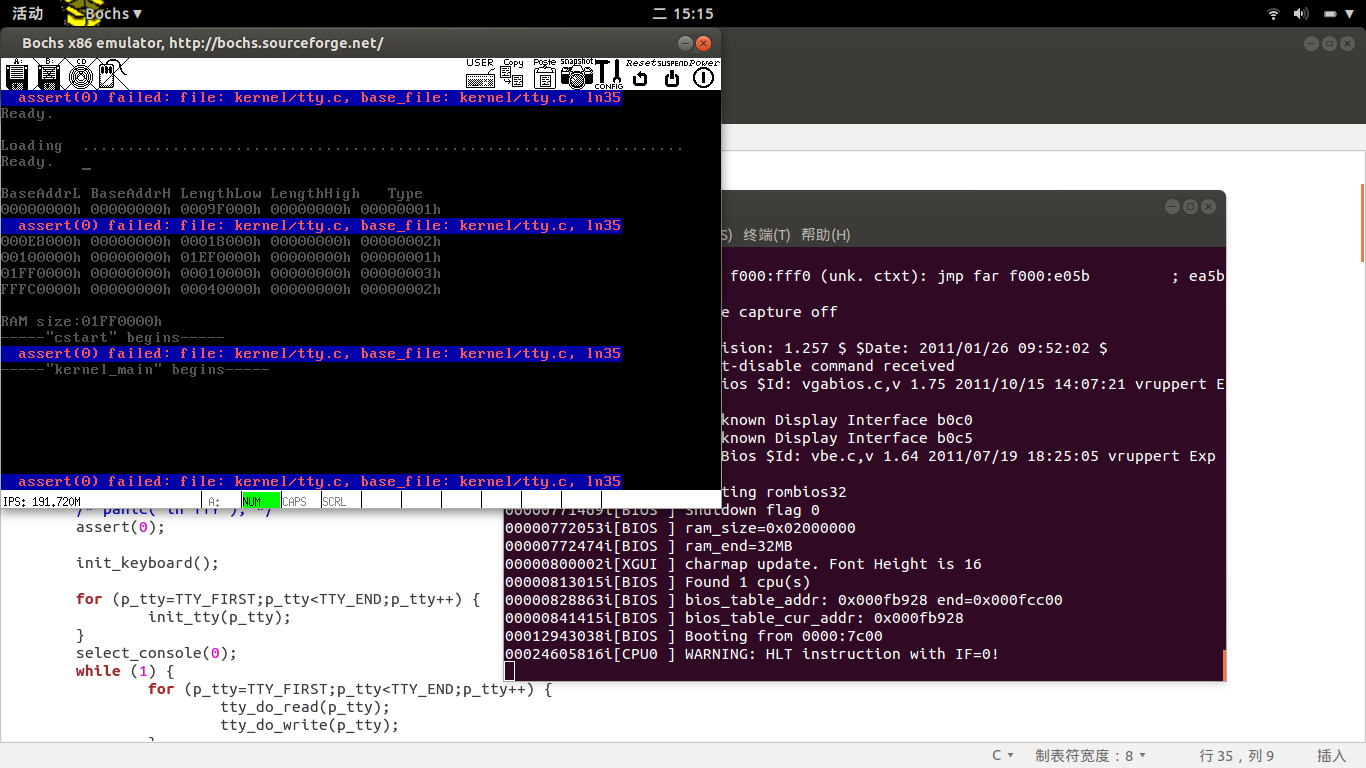 活动
Bochs ▾
二 15:15
Bochs x86 emulator, http://bochs.sourceforge.net/
A:
B:
CD
USER
Copy
Paste
snapshot
CONFIG
Reset
SUSPEND
Power
assert(0) failed: file: kernel/tty.c, base_file: kernel/tty.c, ln35
Ready.
Loading ...................................................................
Ready. _
BaseAddrL BaseAddrH LengthLow LengthHigh Type
00000000h 00000000h 0009F000h 00000000h 00000001h
assert(0) failed: file: kernel/tty.c, base_file: kernel/tty.c, ln35
000E8000h 00000000h 00018000h 00000000h 00000002h
00100000h 00000000h 01EF0000h 00000000h 00000001h
01FF0000h 00000000h 00010000h 00000000h 00000003h
FFFC0000h 00000000h 00040000h 00000000h 00000002h
RAM size:01FF0000h
-----"cstart" begins-----
assert(0) failed: file: kernel/tty.c, base_file: kernel/tty.c, ln35
-----"kernel_main" begins-----
assert(0) failed: file: kernel/tty.c, base_file: kernel/tty.c, ln35
IPS: 191.720M
A:
NUM
CAPS
SCRL
S) 终端(T) 帮助(H)
f000:fff0 (unk. ctxt): jmp far f000:e05b ; ea5b
e capture off
ision: 1.257 $ $Date: 2011/01/26 09:52:02 $
t-disable command received
ios $Id: vgabios.c,v 1.75 2011/10/15 14:07:21 vruppert E
known Display Interface b0c0
known Display Interface b0c5
Bios $Id: vbe.c,v 1.64 2011/07/19 18:25:05 vruppert Exp
ting rombios32
00000771469i[BIOS ] shutdown flag 0
00000772053i[BIOS ] ram_size=0x02000000
00000772474i[BIOS ] ram_end=32MB
00000800002i[XGUI ] charmap update. Font Height is 16
00000813015i[BIOS ] Found 1 cpu(s)
00000828863i[BIOS ] bios_table_addr: 0x000fb928 end=0x000fcc00
00000841415i[BIOS ] bios_table_cur_addr: 0x000fb928
00012943038i[BIOS ] Booting from 0000:7c00
00024605816i[CPU0 ] WARNING: HLT instruction with IF=0!
/* panic("in TTY"); */
assert(0);
init_keyboard();
for (p_tty=TTY_FIRST;p_tty<TTY_END;p_tty++) {
init_tty(p_tty);
}
select_console(0);
while (1) {
for (p_tty=TTY_FIRST;p_tty<TTY_END;p_tty++) {
tty_do_read(p_tty);
tty_do_write(p_tty);
C ▾
制表符宽度：8 ▾
行 35，列 9
插入